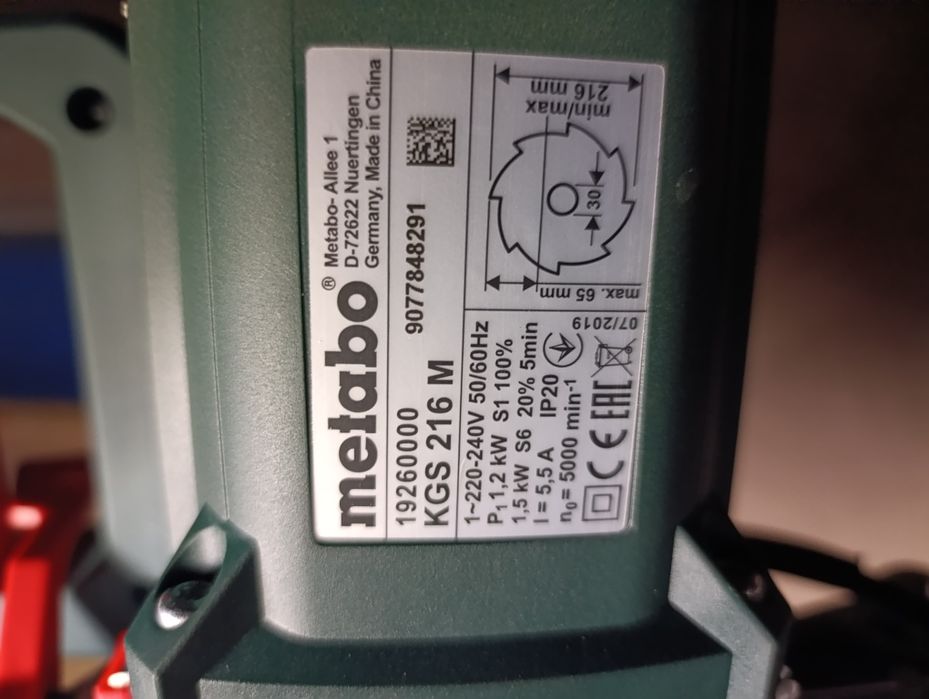 metabo®
Metabo- Allee 1
D-72622 Nuertingen
Germany, Made in China
19260000
KGS 216 M
9077848291
1~220-240V 50/60Hz
P1 1,2 kW S1 100%
1,5 kW S6 20% 5min
I = 5,5 A IP20
n0= 5000 min-1
CE EAC
07/2019
max. 65 mm
30
min/max
216 mm